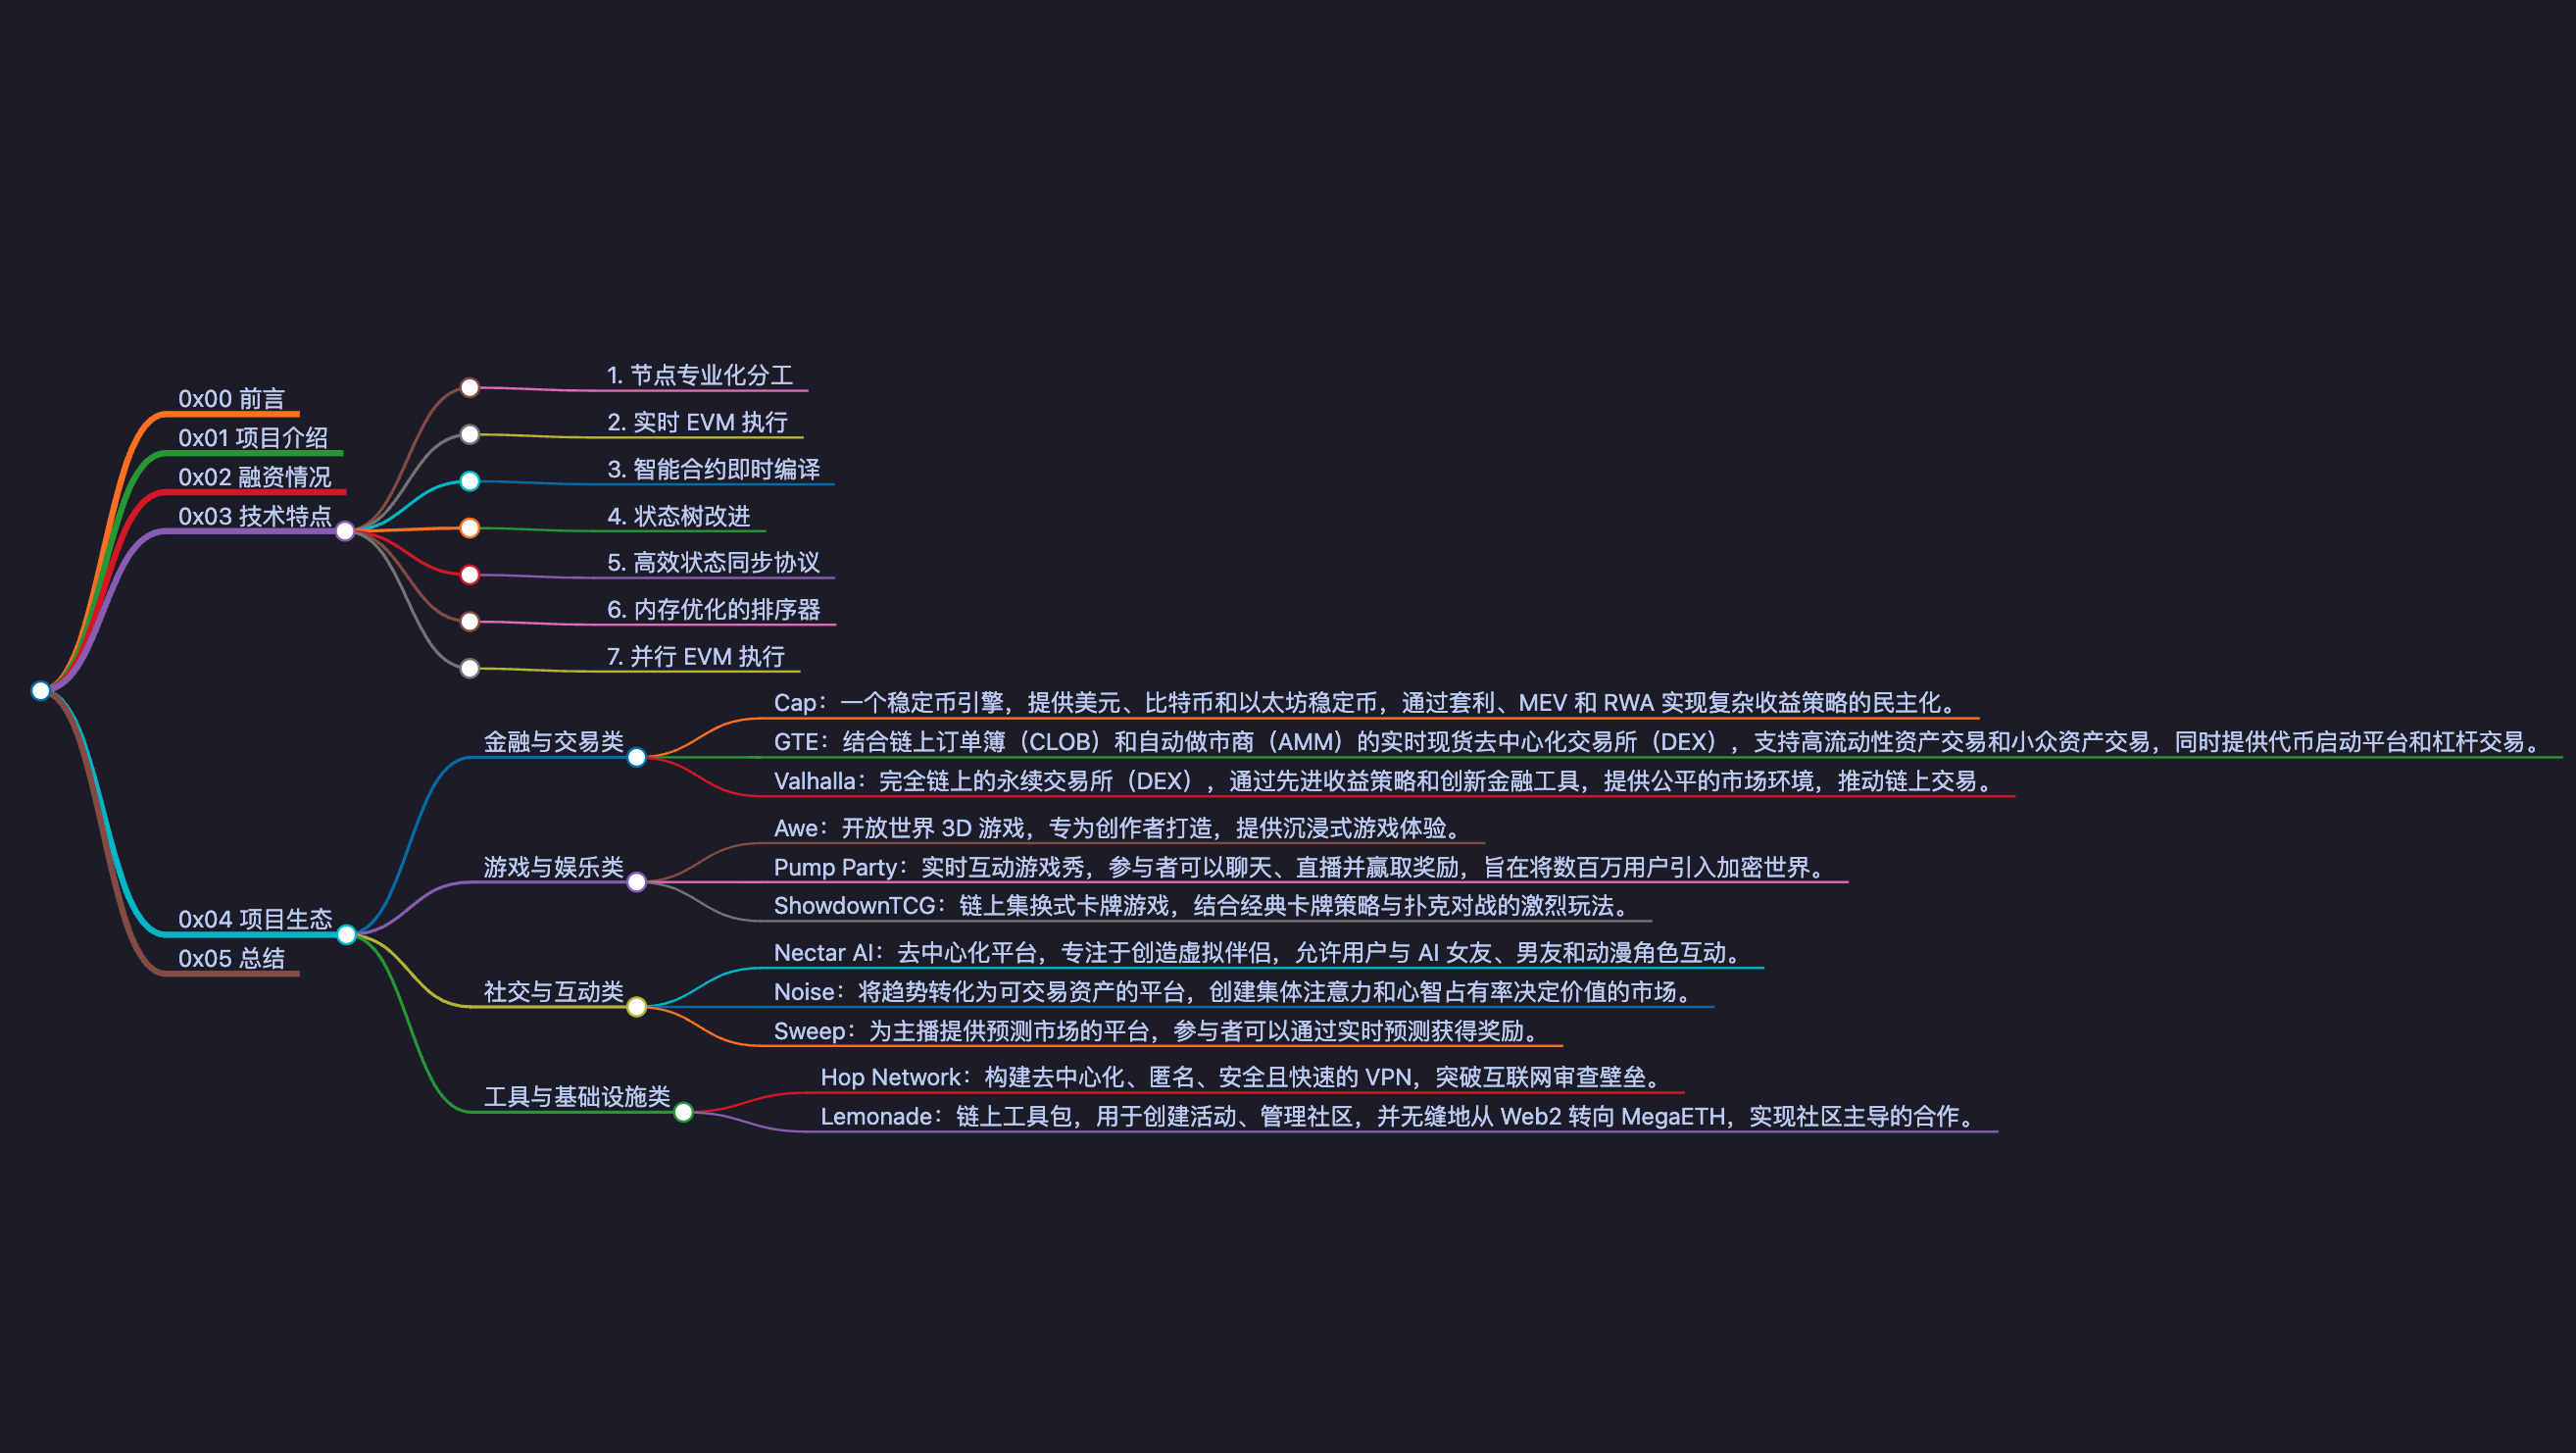 0x00 前言
0x01 项目介绍
0x02 融资情况
0x03 技术特点
1. 节点专业化分工
2. 实时 EVM 执行
3. 智能合约即时编译
4. 状态树改进
5. 高效状态同步协议
6. 内存优化的排序器
7. 并行 EVM 执行
0x04 项目生态
金融与交易类
Cap：一个稳定币引擎，提供美元、比特币和以太坊稳定币，通过套利、MEV 和 RWA 实现复杂收益策略的民主化。
GTE：结合链上订单簿（CLOB）和自动做市商（AMM）的实时现货去中心化交易所（DEX），支持高流动性资产交易和小众资产交易，同时提供代币启动平台和杠杆交易。
Valhalla：完全链上的永续交易所（DEX），通过先进收益策略和创新金融工具，提供公平的市场环境，推动链上交易。
游戏与娱乐类
Awe：开放世界 3D 游戏，专为创作者打造，提供沉浸式游戏体验。
Pump Party：实时互动游戏秀，参与者可以聊天、直播并赢取奖励，旨在将数百万用户引入加密世界。
ShowdownTCG：链上集换式卡牌游戏，结合经典卡牌策略与扑克对战的激烈玩法。
社交与互动类
Nectar AI：去中心化平台，专注于创造虚拟伴侣，允许用户与 AI 女友、男友和动漫角色互动。
Noise：将趋势转化为可交易资产的平台，创建集体注意力和心智占有率决定价值的市场。
Sweep：为主播提供预测市场的平台，参与者可以通过实时预测获得奖励。
工具与基础设施类
Hop Network：构建去中心化、匿名、安全且快速的 VPN，突破互联网审查壁垒。
Lemonade：链上工具包，用于创建活动、管理社区，并无缝地从 Web2 转向 MegaETH，实现社区主导的合作。
0x05 总结